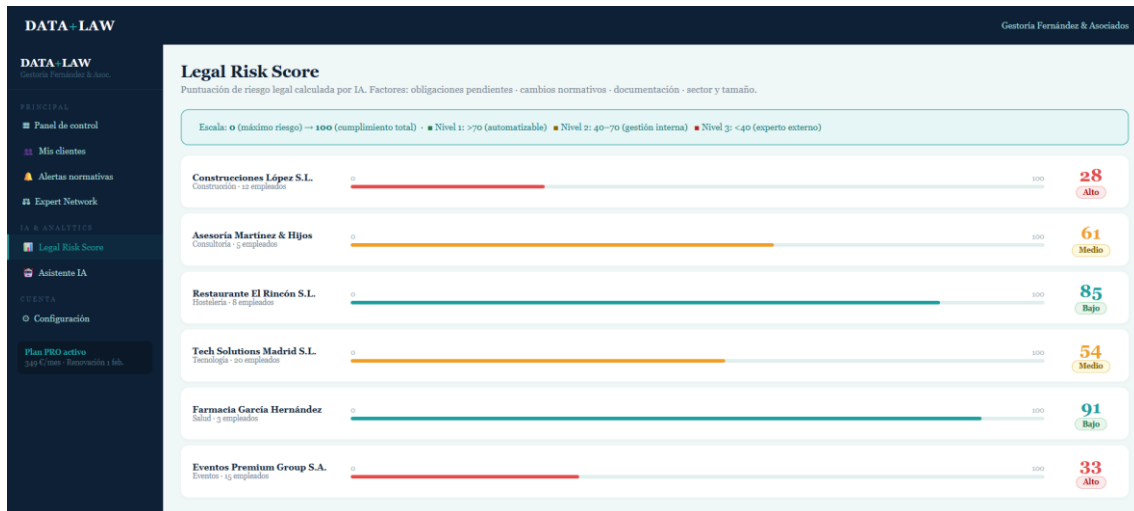 DATA+LAW
Gestoría Fernández & Asociados
DATA+LAW
Gestoría Fernández & Asoc.
PRINCIPAL
Panel de control
Mis clientes
Alertas normativas
Expert Network
IA & ANALYTICS
Legal Risk Score
Asistente IA
CUENTA
Configuración
Plan PRO activo
349 €/mes · Renovación 1 feb.
Legal Risk Score
Puntuación de riesgo legal calculada por IA. Factores: obligaciones pendientes · cambios normativos · documentación · sector y tamaño.
Escala: 0 (máximo riesgo) → 100 (cumplimiento total) · Nivel 1: >70 (automatizable) Nivel 2: 40–70 (gestión interna) Nivel 3: <40 (experto externo)
Construcciones López S.L.
Construcción · 12 empleados
0
100
28
Alto
Asesoría Martínez & Hijos
Consultoría · 5 empleados
0
100
61
Medio
Restaurante El Rincón S.L.
Hostelería · 8 empleados
0
100
85
Bajo
Tech Solutions Madrid S.L.
Tecnología · 20 empleados
0
100
54
Medio
Farmacia García Hernández
Salud · 3 empleados
0
100
91
Bajo
Eventos Premium Group S.A.
Eventos · 15 empleados
0
100
33
Alto